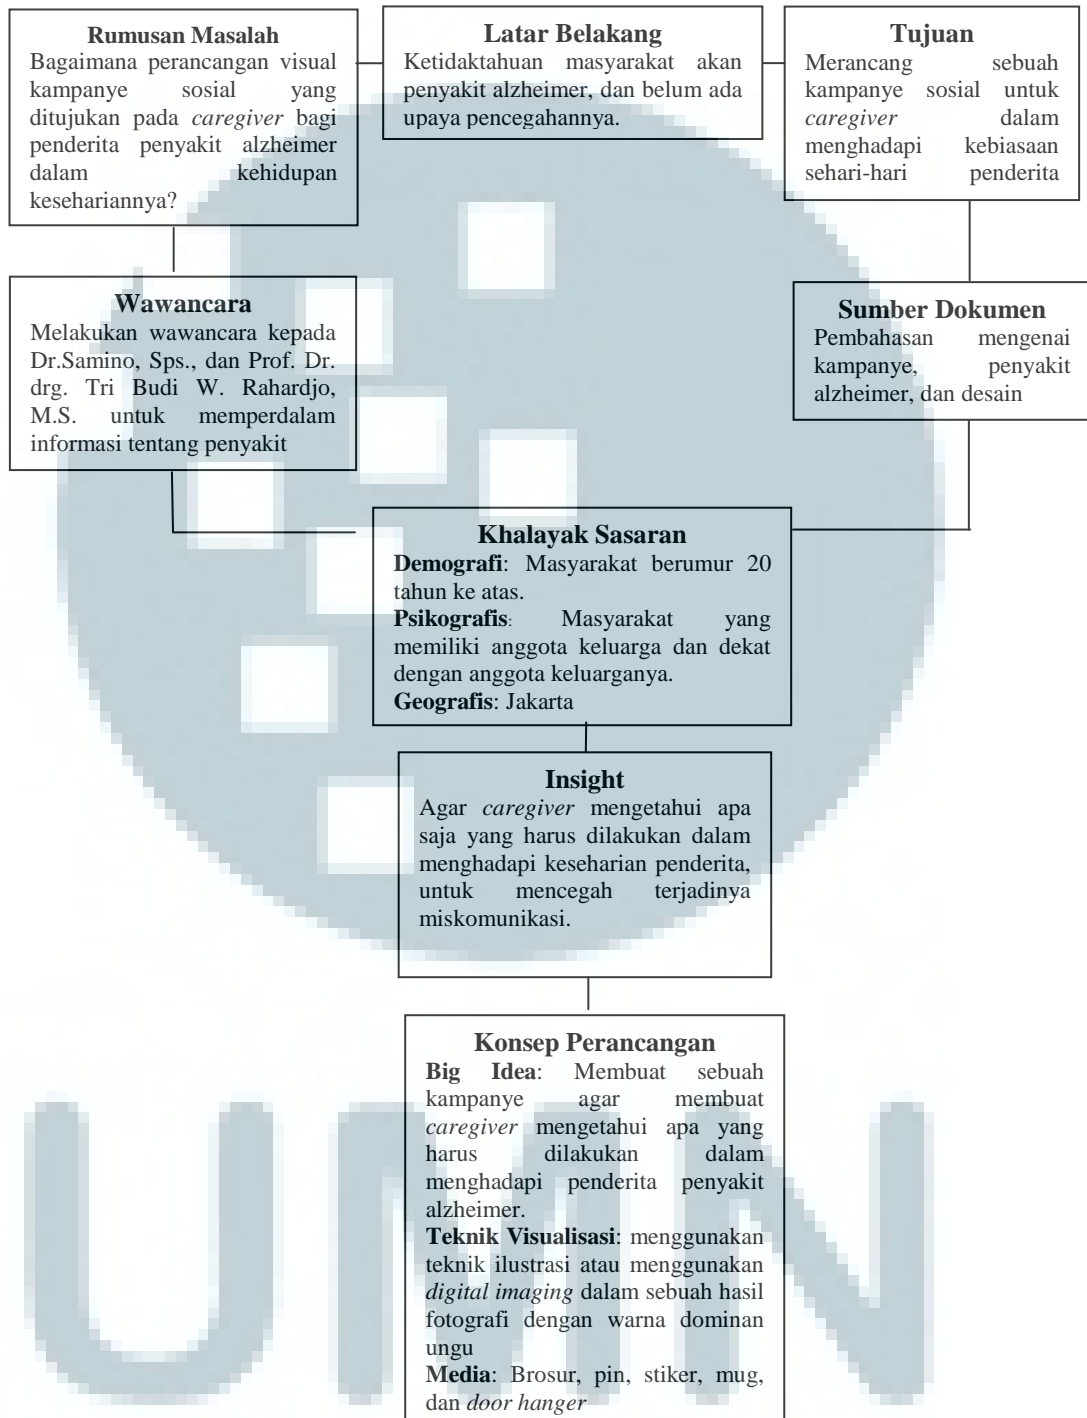 Rumusan Masalah
Bagaimana perancangan visual
kampanye sosial yang
ditujukan pada caregiver bagi
penderita penyakit alzheimer
dalam kehidupan
kesehariannya?
Latar Belakang
Ketidaktahuan masyarakat akan
penyakit alzheimer, dan belum ada
upaya pencegahannya.
Tujuan
Merancang sebuah
kampanye sosial untuk
caregiver dalam
menghadapi kebiasaan
sehari-hari penderita
Wawancara
Melakukan wawancara kepada
Dr.Samino, Sps., dan Prof. Dr.
drg. Tri Budi W. Rahardjo,
M.S. untuk memperdalam
informasi tentang penyakit
Sumber Dokumen
Pembahasan mengenai
kampanye, penyakit
alzheimer, dan desain
Khalayak Sasaran
Demografi: Masyarakat berumur 20
tahun ke atas.
Psikografis: Masyarakat yang
memiliki anggota keluarga dan dekat
dengan anggota keluarganya.
Geografis: Jakarta
Insight
Agar caregiver mengetahui apa
saja yang harus dilakukan dalam
menghadapi keseharian penderita,
untuk mencegah terjadinya
miskomunikasi.
Konsep Perancangan
Big Idea: Membuat sebuah
kampanye agar membuat
caregiver mengetahui apa yang
harus dilakukan dalam
menghadapi penderita penyakit
alzheimer.
Teknik Visualisasi: menggunakan
teknik ilustrasi atau menggunakan
digital imaging dalam sebuah hasil
fotografi dengan warna dominan
ungu
Media: Brosur, pin, stiker, mug,
dan door hanger
UMN